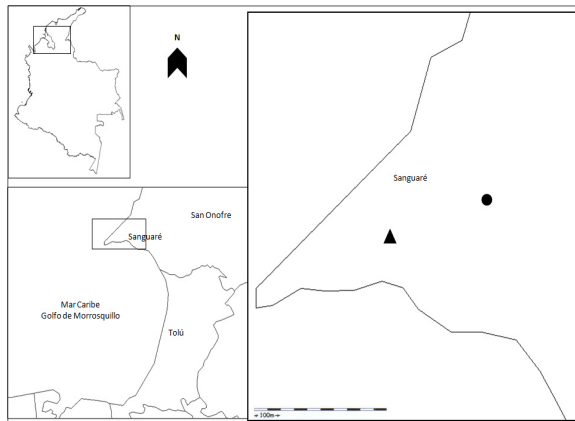 N
San Onofre
Sanguaré
Mar Caribe
Golfo de Morrosquillo
Tolú
Sanguaré
100m